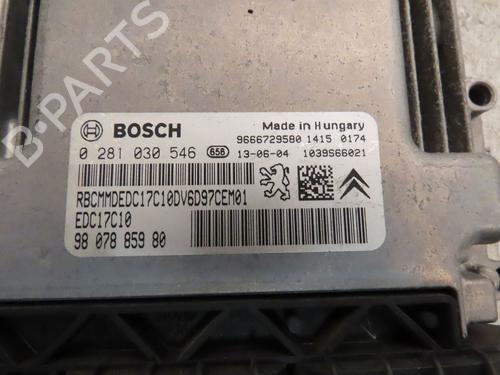 B-PARTS
BOSCH
Made in Hungary
9666729580 1415 0174
0 281 030 546 658 13-06-04 1039S66021
RBCMMDEDC17C10DV6D97CEM01
EDC17C10
98 078 859 80